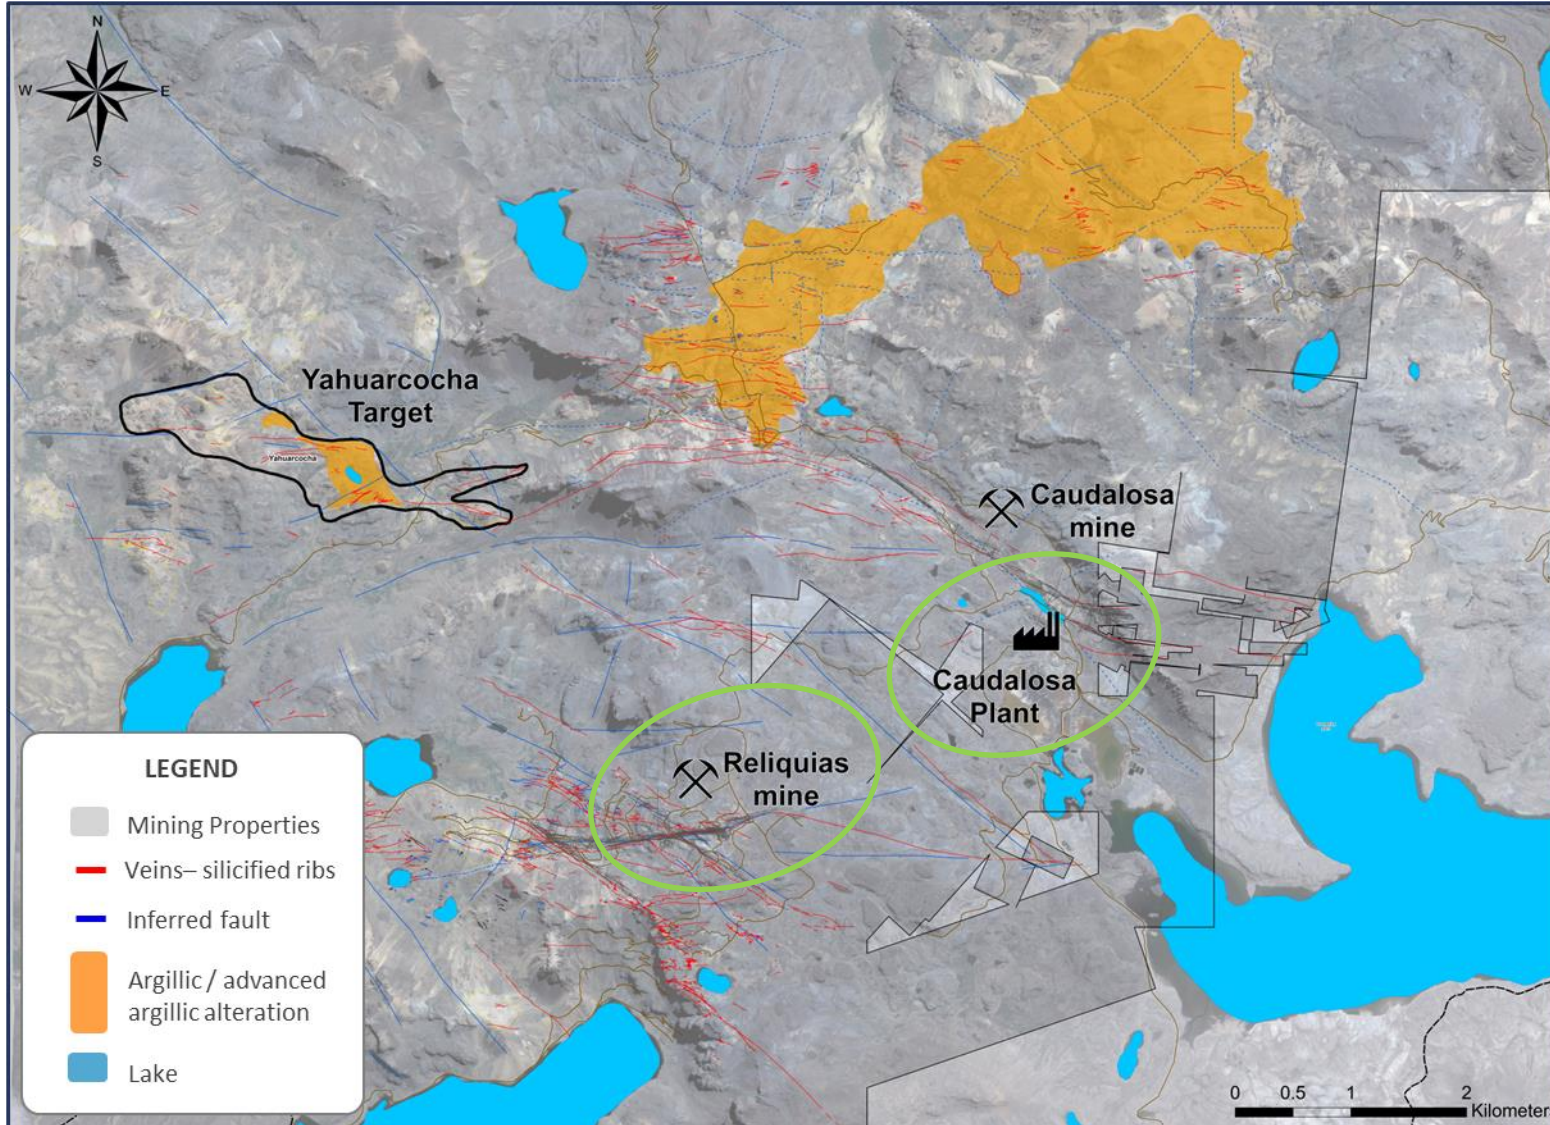 N
W
E
S
Yahuarcocha
Target
Yahuarcocha
Caudalosa
mine
Caudalosa
Plant
Reliquias
mine
LEGEND
Mining Properties
Veins– silicified ribs
Inferred fault
Argillic / advanced
argillic alteration
Lake
0 0.5 1 2
Kilometer